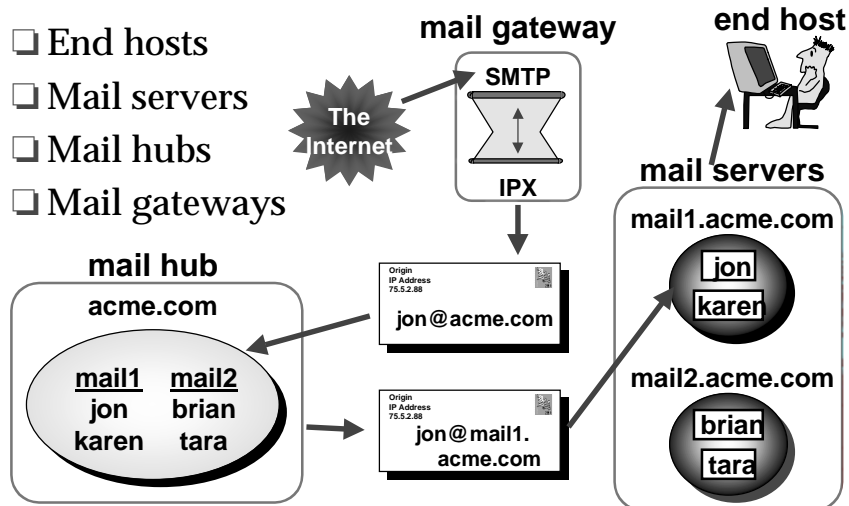 ❑ End hosts
❑ Mail servers
❑ Mail hubs
❑ Mail gateways
mail gateway
SMTP
IPX
The
Internet
end host
mail servers
mail1.acme.com
jon
karen
mail2.acme.com
brian
tara
Origin
IP Address
75.5.2.88
jon@acme.com
mail hub
acme.com
mail1 mail2
jon brian
karen tara
Origin
IP Address
75.5.2.88
jon@mail1.
acme.com